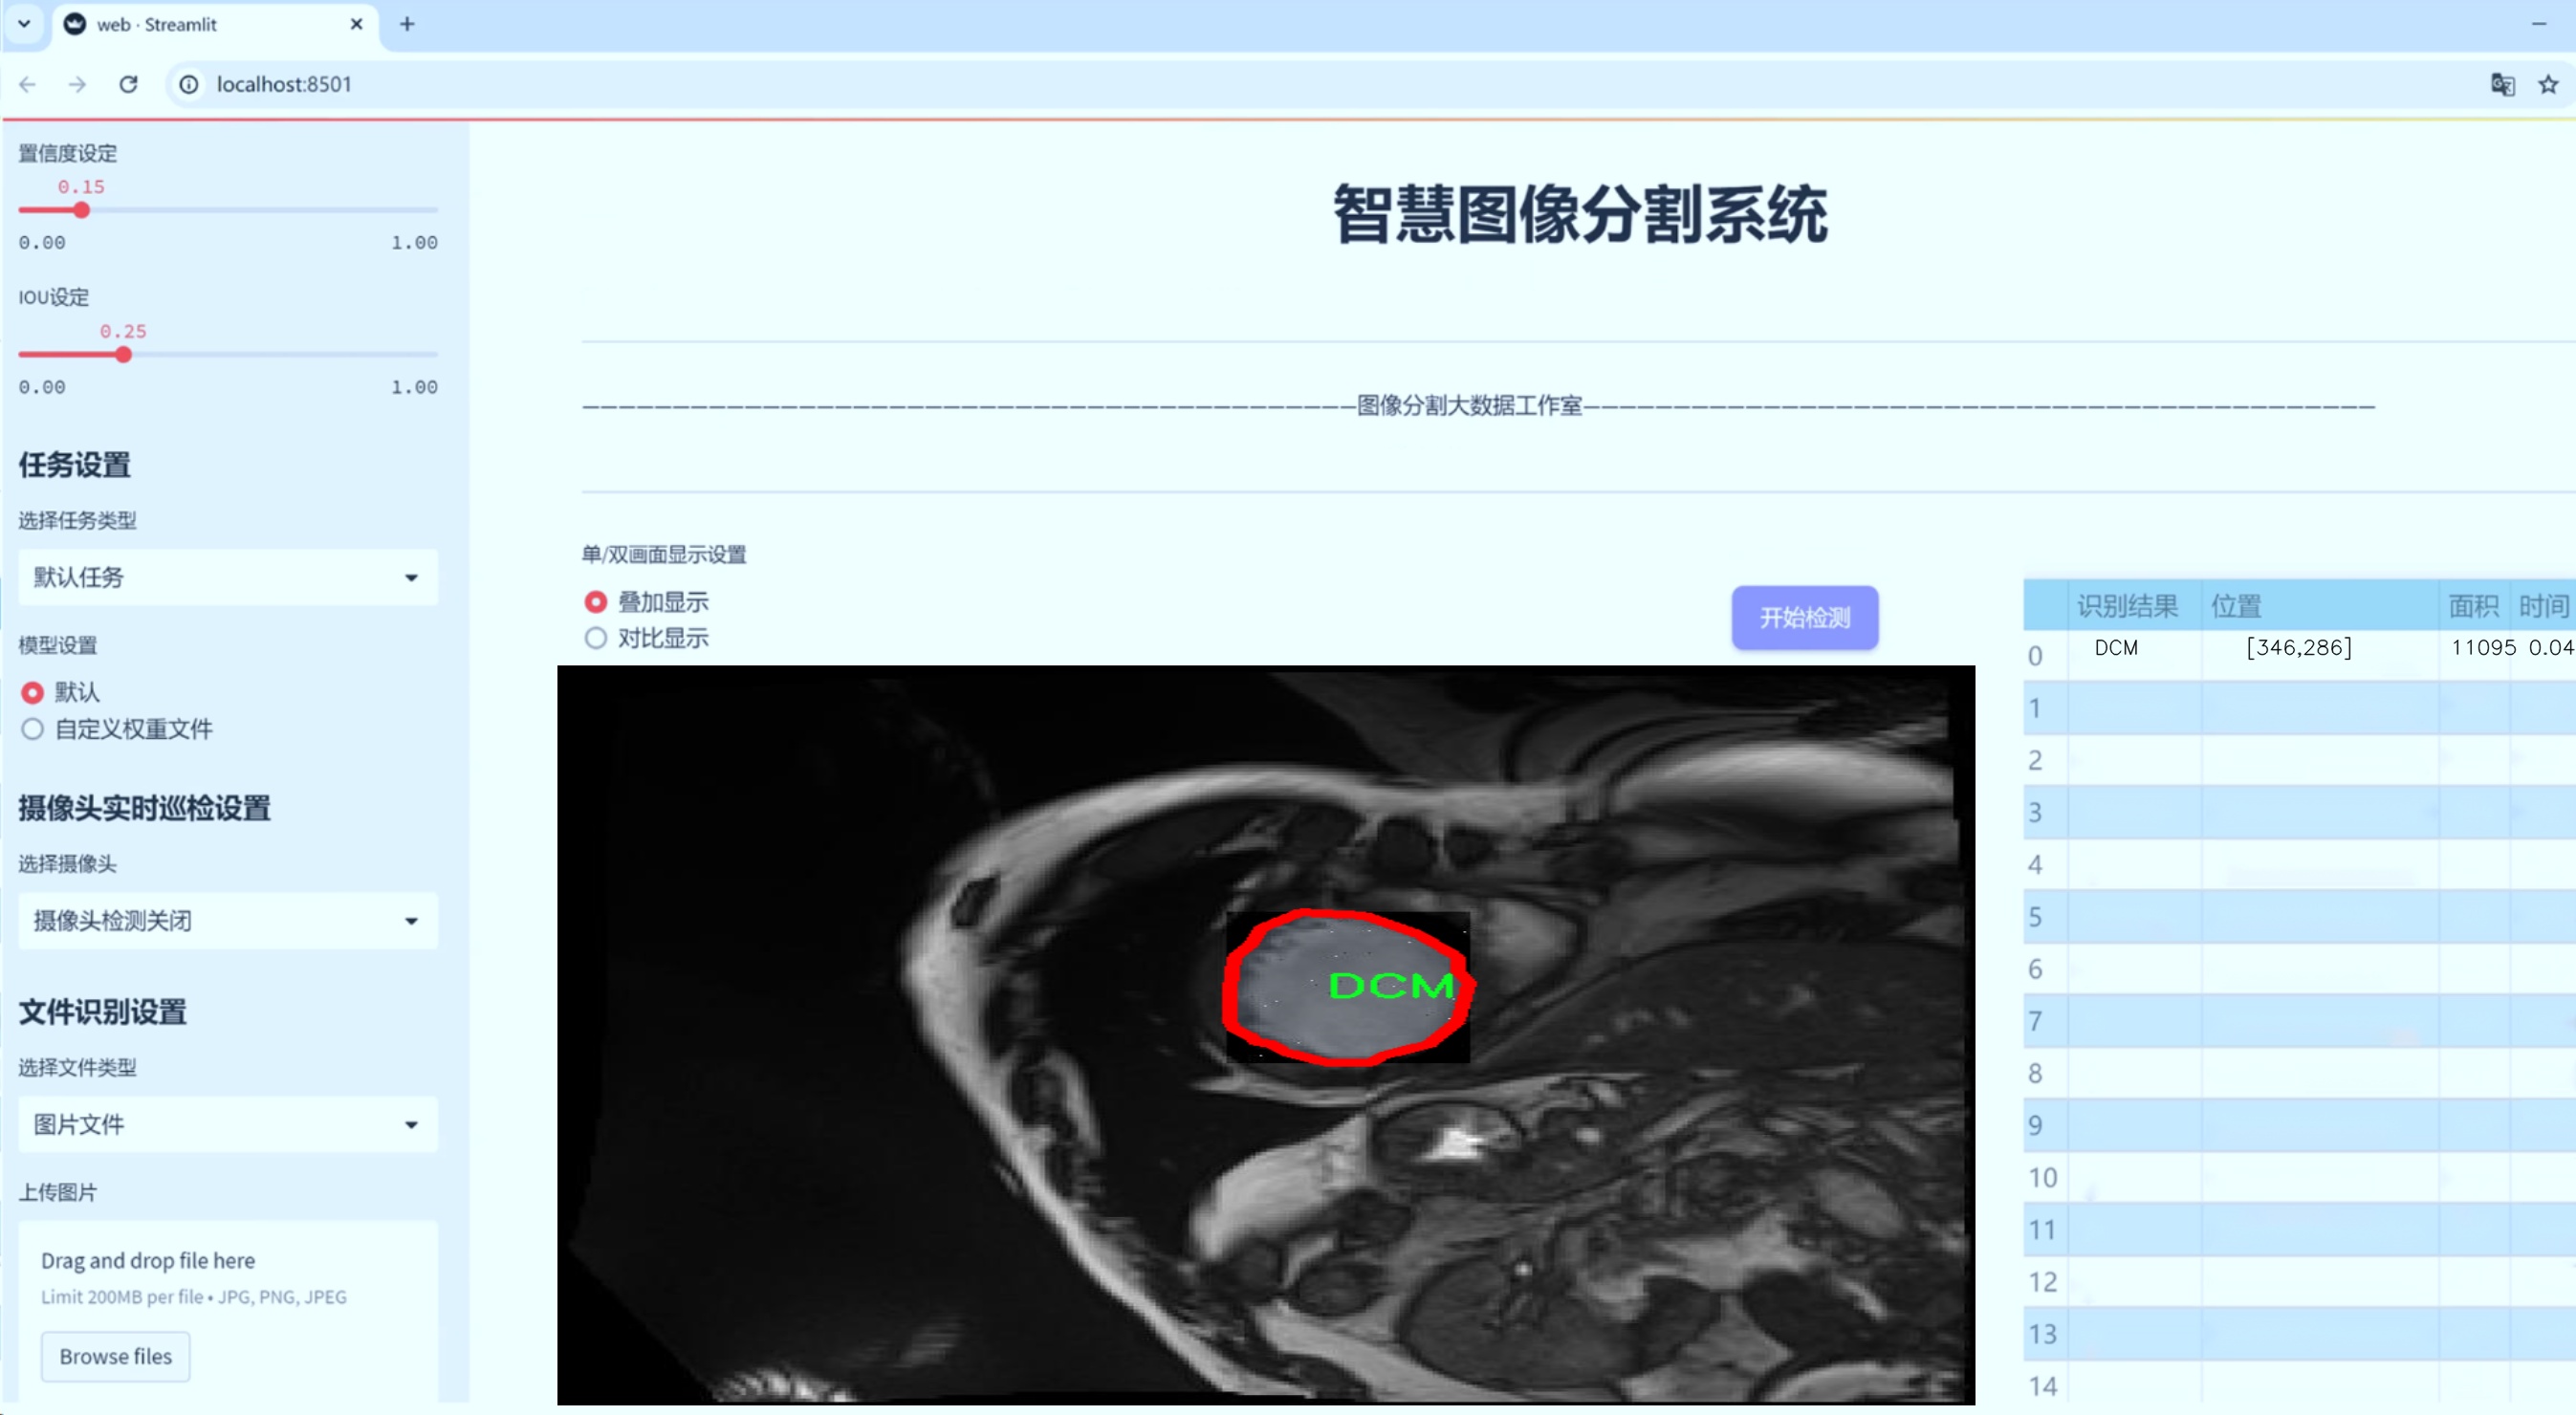 web · Streamlit
localhost:8501
置信度设定
0.15
0.00 1.00
IOU设定
0.25
0.00 1.00
任务设置
选择任务类型
默认任务
模型设置
默认
自定义权重文件
摄像头实时巡检设置
选择摄像头
摄像头检测关闭
文件识别设置
选择文件类型
图片文件
上传图片
Drag and drop file here
Limit 200MB per file • JPG, PNG, JPEG
Browse files
智慧图像分割系统
图像分割大数据工作室
单/双画面显示设置
叠加显示
对比显示
开始检测
DCM
识别结果 位置 面积 时间
0 DCM [346,286] 11095 0.04
1
2
3
4
5
6
7
8
9
10
11
12
13
14